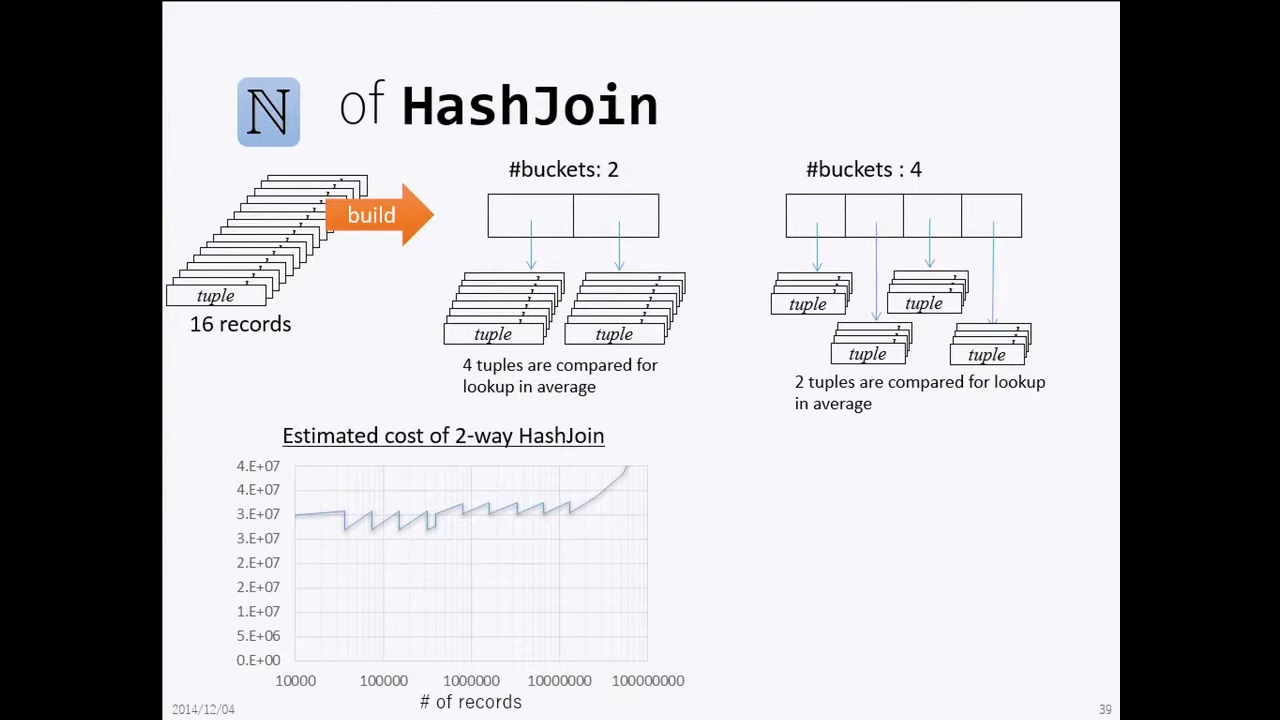 ℕ of HashJoin
#buckets: 2
#buckets : 4
build
tuple
16 records
tuple
tuple
4 tuples are compared for
lookup in average
tuple
tuple
tuple
tuple
2 tuples are compared for lookup
in average
Estimated cost of 2-way HashJoin
4.E+07
4.E+07
3.E+07
3.E+07
2.E+07
2.E+07
1.E+07
5.E+06
0.E+00
10000 100000 1000000 10000000 100000000
# of records
2014/12/04
39